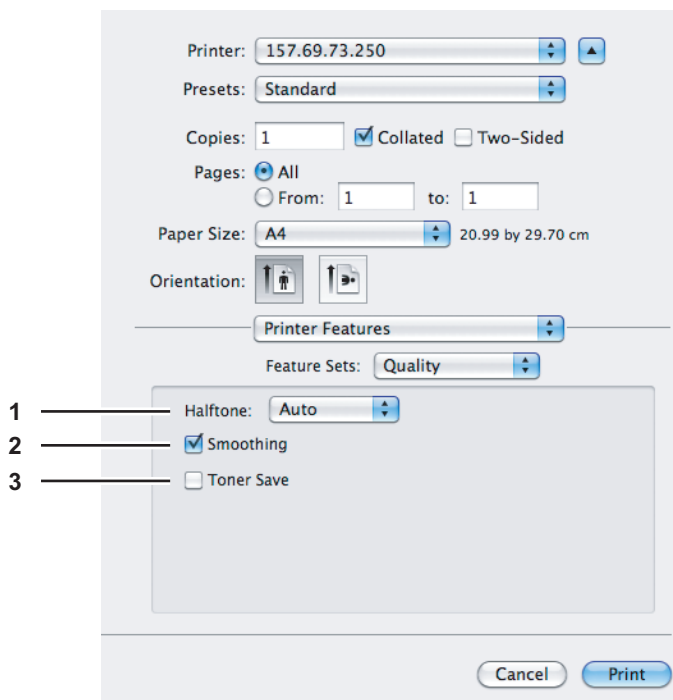 Printer: 157.69.73.250
Presets: Standard
Copies: 1 Collated Two-Sided
Pages: All
From: 1 to: 1
Paper Size: A4 20.99 by 29.70 cm
Orientation:
Printer Features
Feature Sets: Quality
1 Halftone: Auto
2 Smoothing
3 Toner Save
Cancel Print